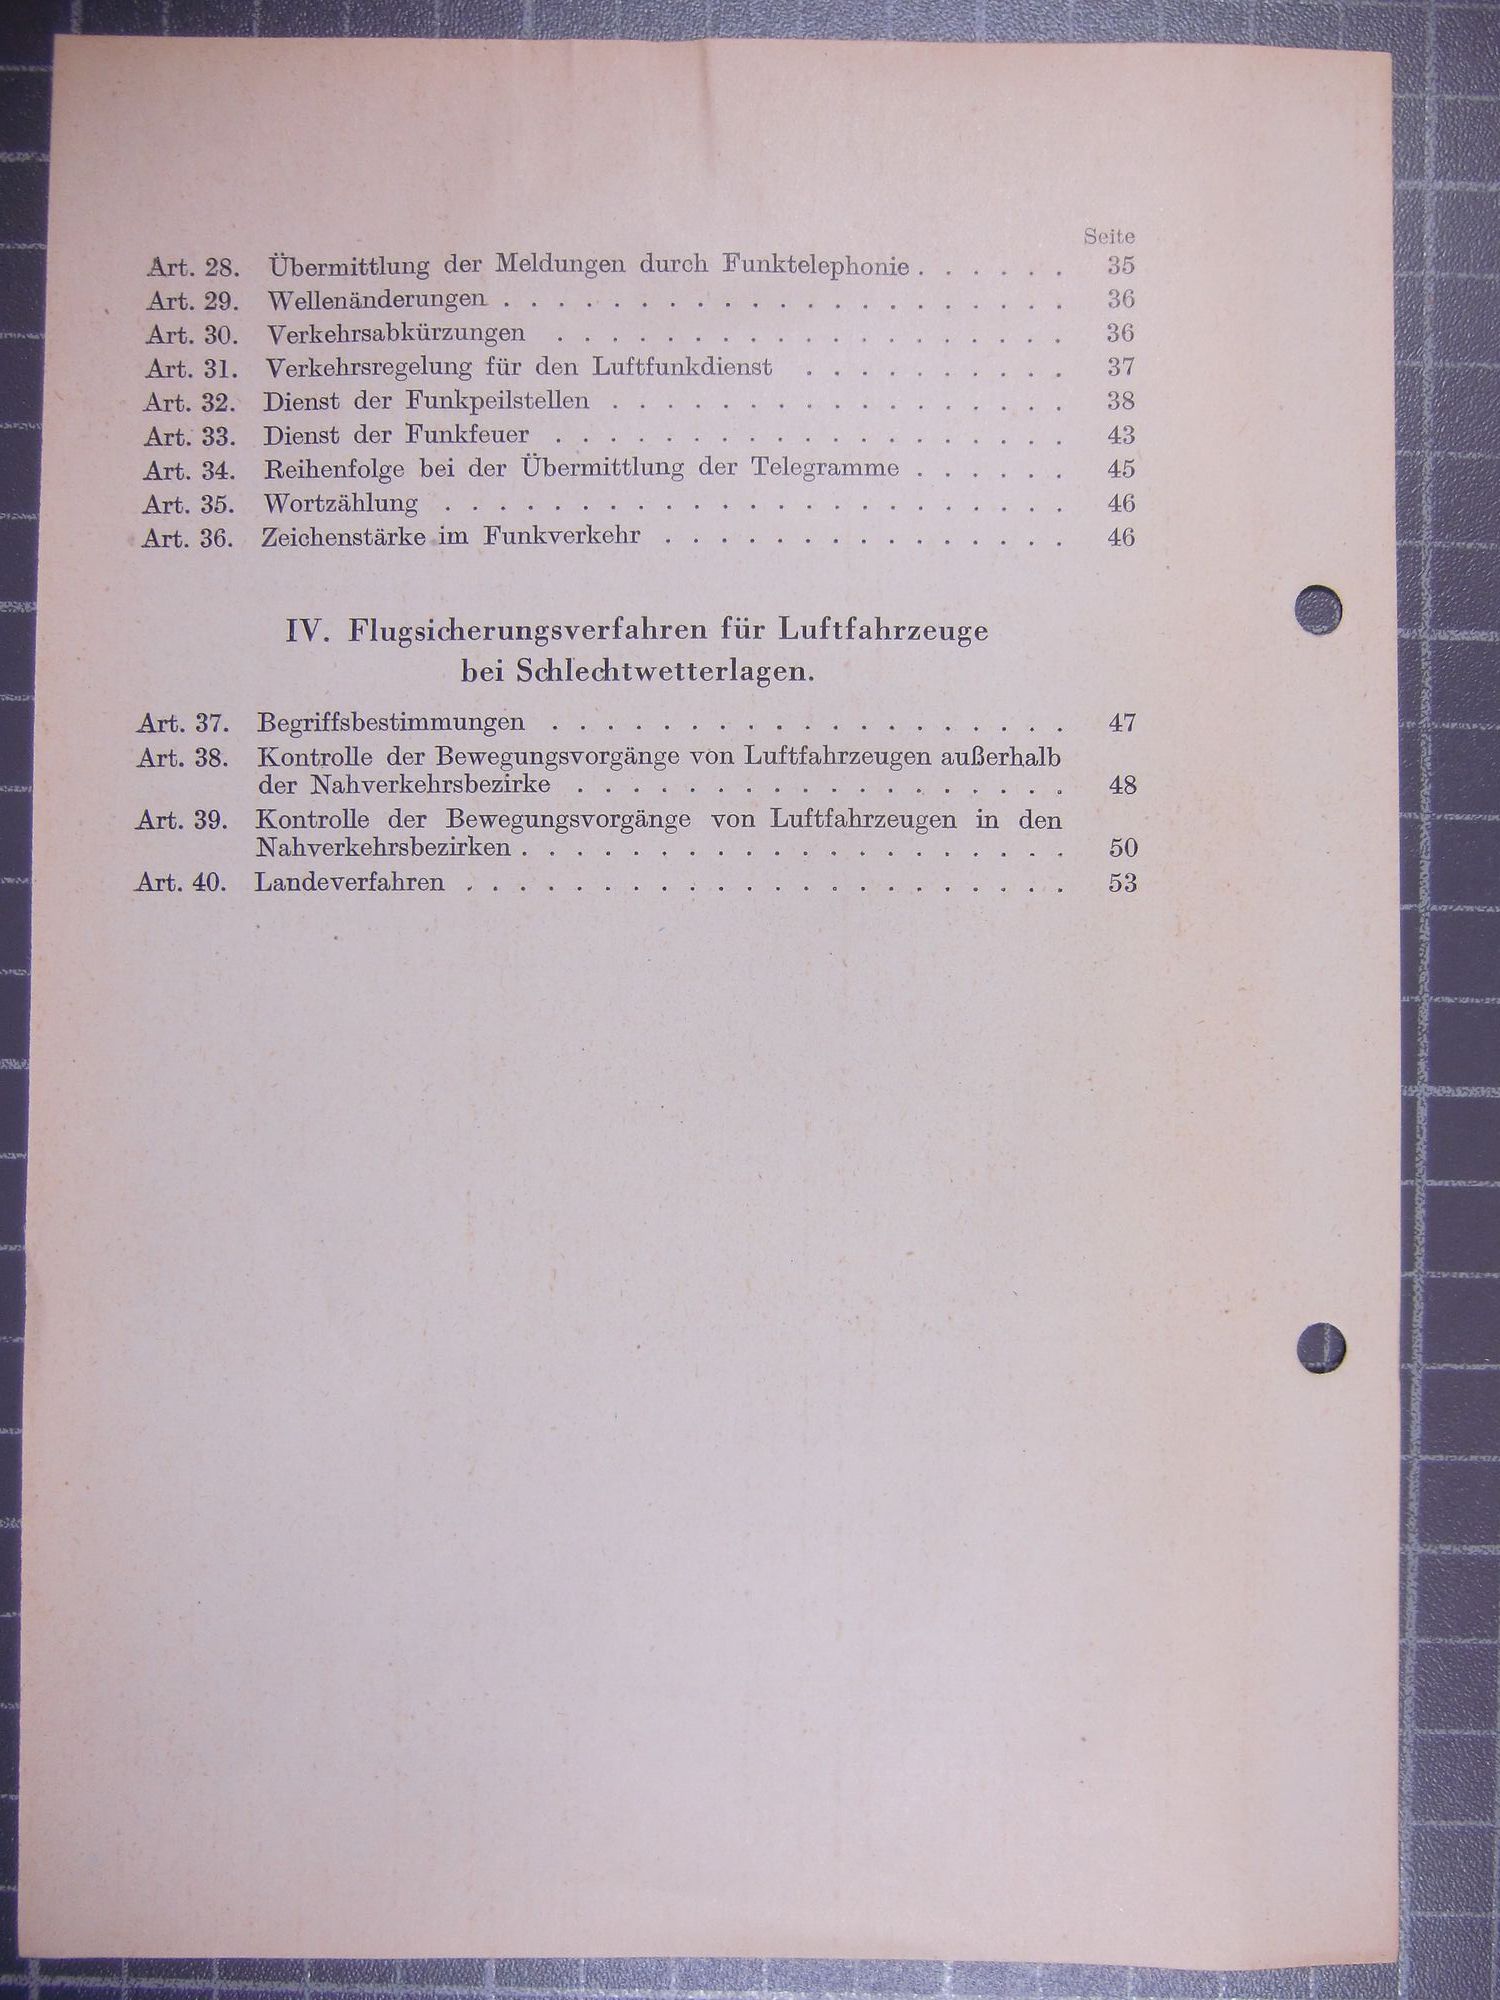 Seite
Art. 28. Übermittlung der Meldungen durch Funktelephonie . . . . . . 35
Art. 29. Wellenänderungen . . . . . . . . . . . . . . . . . . . . . 36
Art. 30. Verkehrsabkürzungen . . . . . . . . . . . . . . . . . . . 36
Art. 31. Verkehrsregelung für den Luftfunkdienst . . . . . . . . . . 37
Art. 32. Dienst der Funkpeilstellen . . . . . . . . . . . . . . . . . 38
Art. 33. Dienst der Funkfeuer . . . . . . . . . . . . . . . . . . . 43
Art. 34. Reihenfolge bei der Übermittlung der Telegramme . . . . . . 45
Art. 35. Wortzählung . . . . . . . . . . . . . . . . . . . . . . . 46
Art. 36. Zeichenstärke im Funkverkehr . . . . . . . . . . . . . . . 46
IV. Flugsicherungsverfahren für Luftfahrzeuge
bei Schlechtwetterlagen.
Art. 37. Begriffsbestimmungen . . . . . . . . . . . . . . . . . . . 47
Art. 38. Kontrolle der Bewegungsvorgänge von Luftfahrzeugen außerhalb
der Nahverkehrsbezirke . . . . . . . . . . . . . . . . . . 48
Art. 39. Kontrolle der Bewegungsvorgänge von Luftfahrzeugen in den
Nahverkehrsbezirken . . . . . . . . . . . . . . . . . . . . 50
Art. 40. Landeverfahren . . . . . . . . . . . . . . . . . . . . . . 53